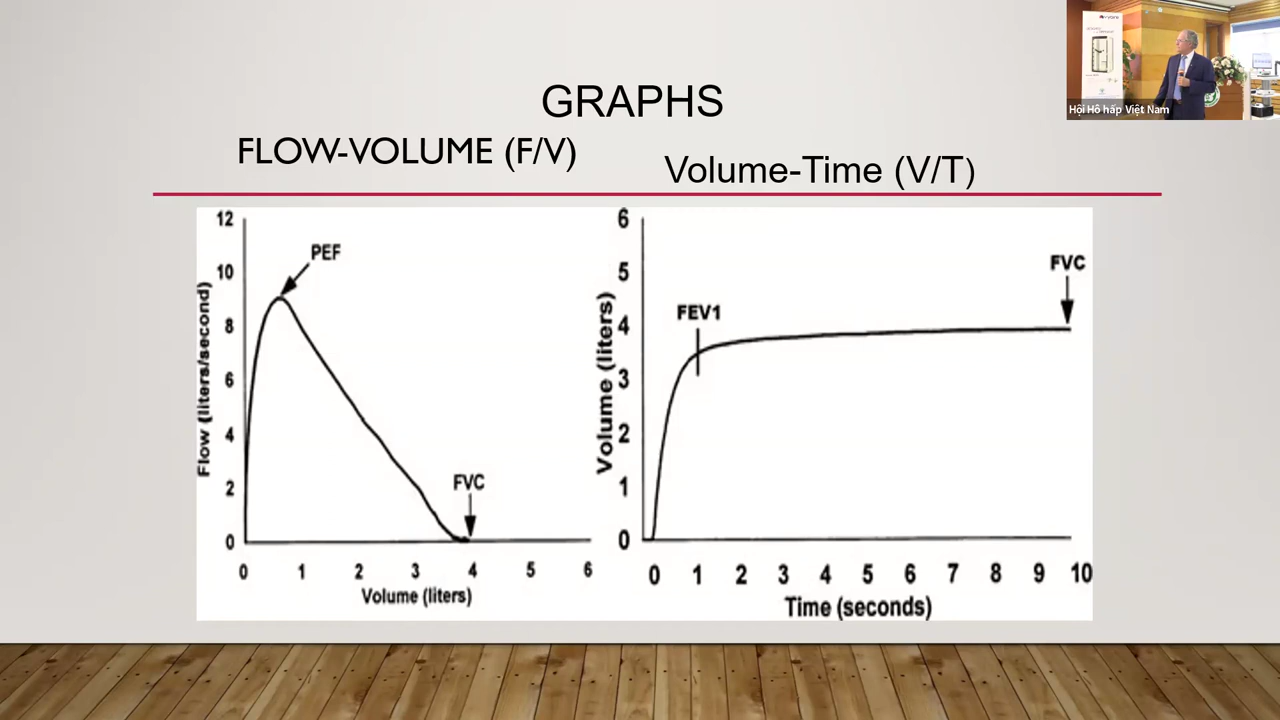 GRAPHS
FLOW-VOLUME (F/V)
Volume-Time (V/T)
Hội Hô hấp Việt Nam
12
10
8
6
4
2
0
Flow (liters/second)
PEF
FVC
0 1 2 3 4 5 6
Volume (liters)
6
5
4
3
2
1
0
Volume (liters)
FEV1
FVC
0 1 2 3 4 5 6 7 8 9 10
Time (seconds)